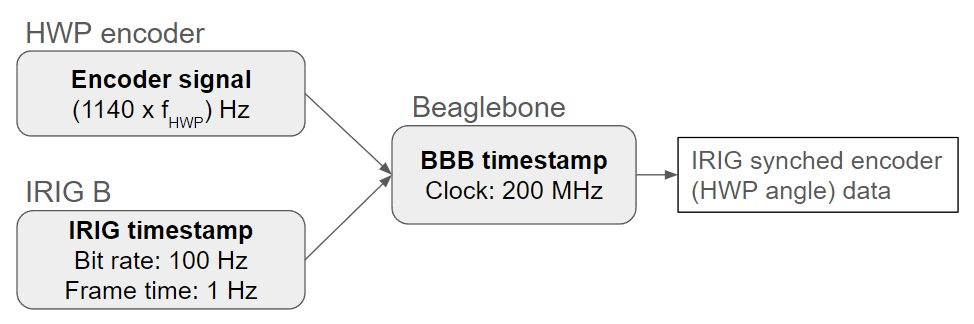 HWP encoder
Encoder signal
(1140 x f_HWP) Hz
IRIG B
IRIG timestamp
Bit rate: 100 Hz
Frame time: 1 Hz
Beaglebone
BBB timestamp
Clock: 200 MHz
IRIG synched encoder
(HWP angle) data